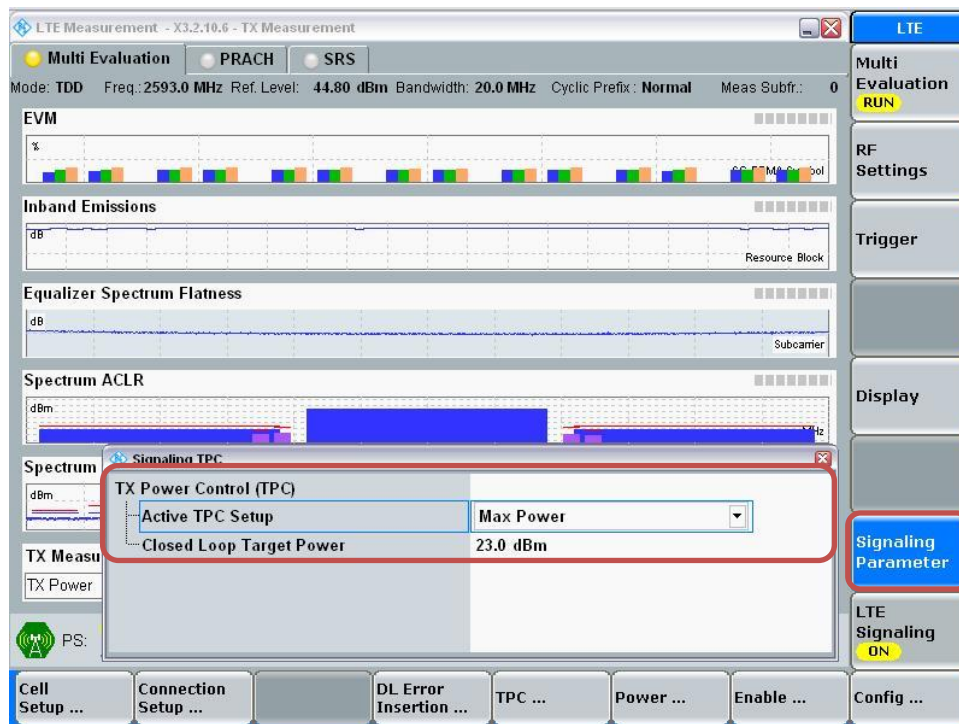 LTE Measurement - X3.2.10.6 - TX Measurement
LTE
Multi Evaluation PRACH SRS
Mode: TDD Freq.: 2593.0 MHz Ref. Level: 44.80 dBm Bandwidth: 20.0 MHz Cyclic Prefix : Normal Meas Subfr.: 0
Multi
Evaluation
RUN
EVM
%
RF
Settings
Inband Emissions
dB
Resource Block
Trigger
Equalizer Spectrum Flatness
dB
Subcarrier
Spectrum ACLR
dBm
Display
Spectrum
dBm
Signaling TPC
TX Power Control (TPC)
Active TPC Setup Max Power
Closed Loop Target Power 23.0 dBm
TX Measu
TX Power
Signaling
Parameter
PS:
LTE
Signaling
ON
Cell
Setup ...
Connection
Setup ...
DL Error
Insertion ...
TPC ...
Power ...
Enable ...
Config ...